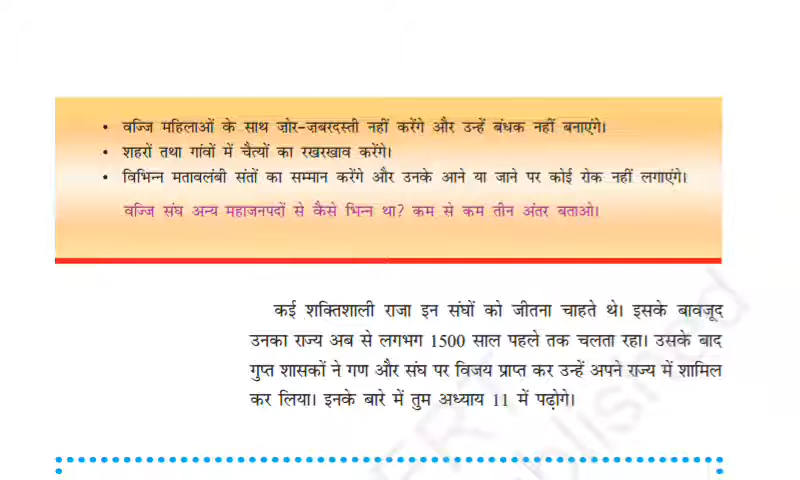 • वज्जि महिलाओं के साथ ज़ोर-ज़बरदस्ती नहीं करेंगे और उन्हें बंधक नहीं बनाएंगे।
• शहरों तथा गांवों में चैत्यों का रखरखाव करेंगे।
• विभिन्न मतावलंबी संतों का सम्मान करेंगे और उनके आने या जाने पर कोई रोक नहीं लगाएंगे।
वज्जि संघ अन्य महाजनपदों से कैसे भिन्न था? कम से कम तीन अंतर बताओ।
कई शक्तिशाली राजा इन संघों को जीतना चाहते थे। इसके बावजूद
उनका राज्य अब से लगभग 1500 साल पहले तक चलता रहा। उसके बाद
गुप्त शासकों ने गण और संघ पर विजय प्राप्त कर उन्हें अपने राज्य में शामिल
कर लिया। इनके बारे में तुम अध्याय 11 में पढ़ोगे।